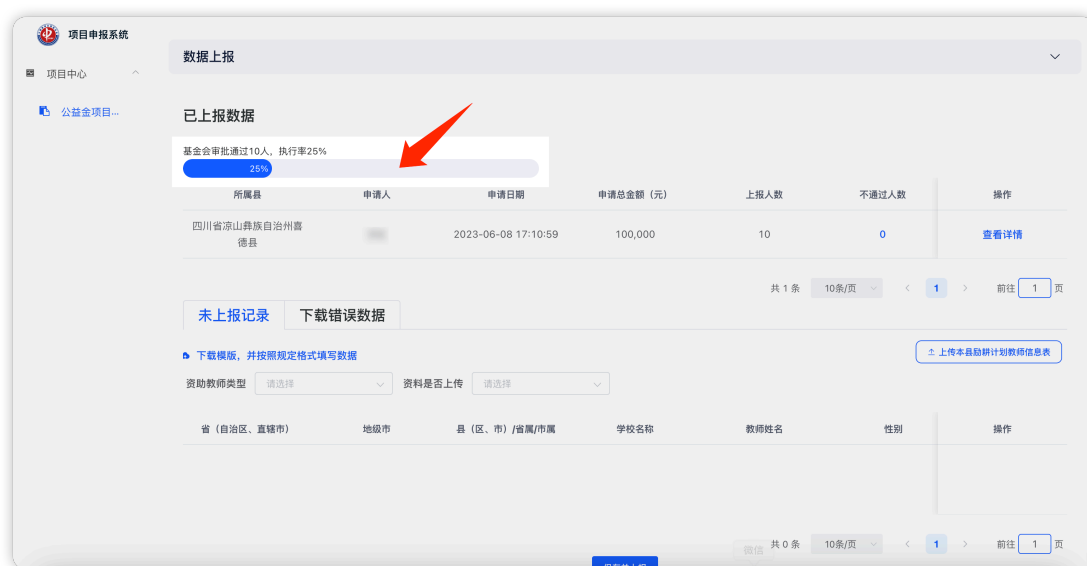 项目申报系统
项目中心
公益金项目...
数据上报
已上报数据
基金会审批通过10人，执行率25%
25%
所属县 申请人 申请日期 申请总金额（元） 上报人数 不通过人数 操作
四川省凉山彝族自治州喜德县 2023-06-08 17:10:59 100,000 10 0 查看详情
共 1 条 10条/页 1 前往 1 页
未上报记录 下载错误数据
下载模版，并按照规定格式填写数据
上传本县励耕计划教师信息表
资助教师类型 请选择 资料是否上传 请选择
省（自治区、直辖市） 地级市 县（区、市）/省属/市属 学校名称 教师姓名 性别 操作
微信 共 0 条 10条/页 1 前往 1 页